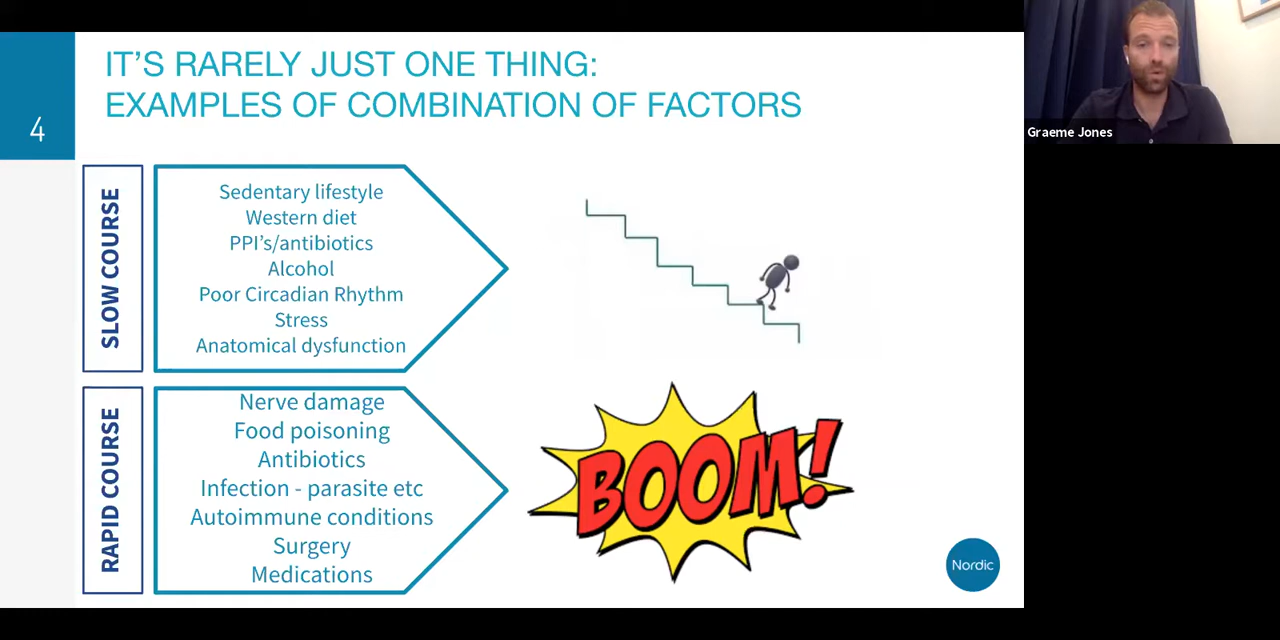 IT'S RARELY JUST ONE THING:
EXAMPLES OF COMBINATION OF FACTORS
4
SLOW COURSE
Sedentary lifestyle
Western diet
PPI's/antibiotics
Alcohol
Poor Circadian Rhythm
Stress
Anatomical dysfunction
RAPID COURSE
Nerve damage
Food poisoning
Antibiotics
Infection - parasite etc
Autoimmune conditions
Surgery
Medications
BOOM!
Nordic
Graeme Jones